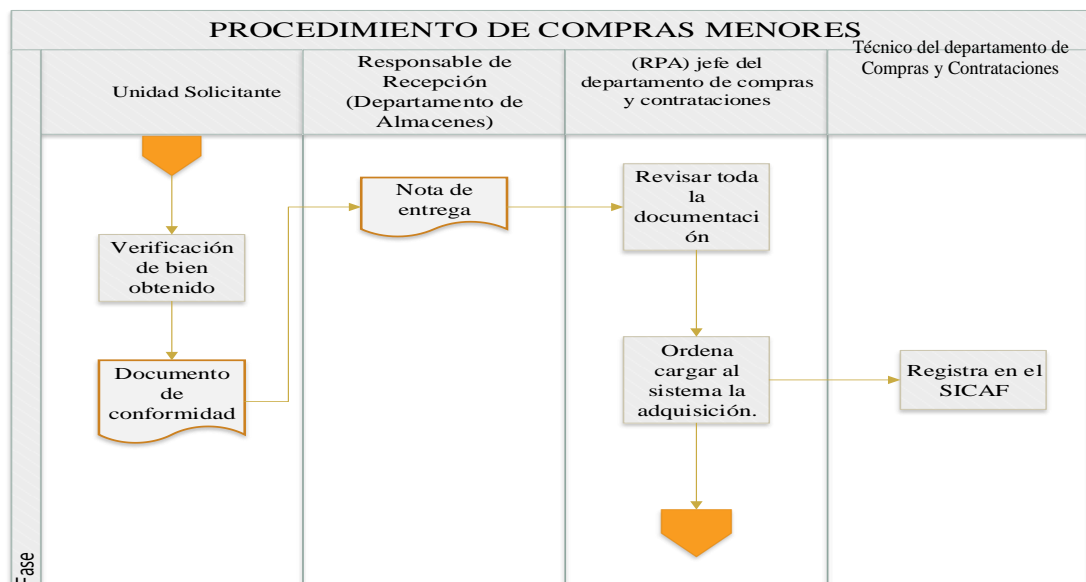 PROCEDIMIENTO DE COMPRAS MENORES
Unidad Solicitante
Responsable de
Recepción
(Departamento de
Almacenes)
(RPA) jefe del
departamento de compras
y contrataciones
Técnico del departamento de
Compras y Contrataciones
Nota de
entrega
Revisar toda
la
documentaci
ón
Verificación
de bien
obtenido
Documento
de
conformidad
Ordena
cargar al
sistema la
adquisición.
Registra en el
SICAF
Fase